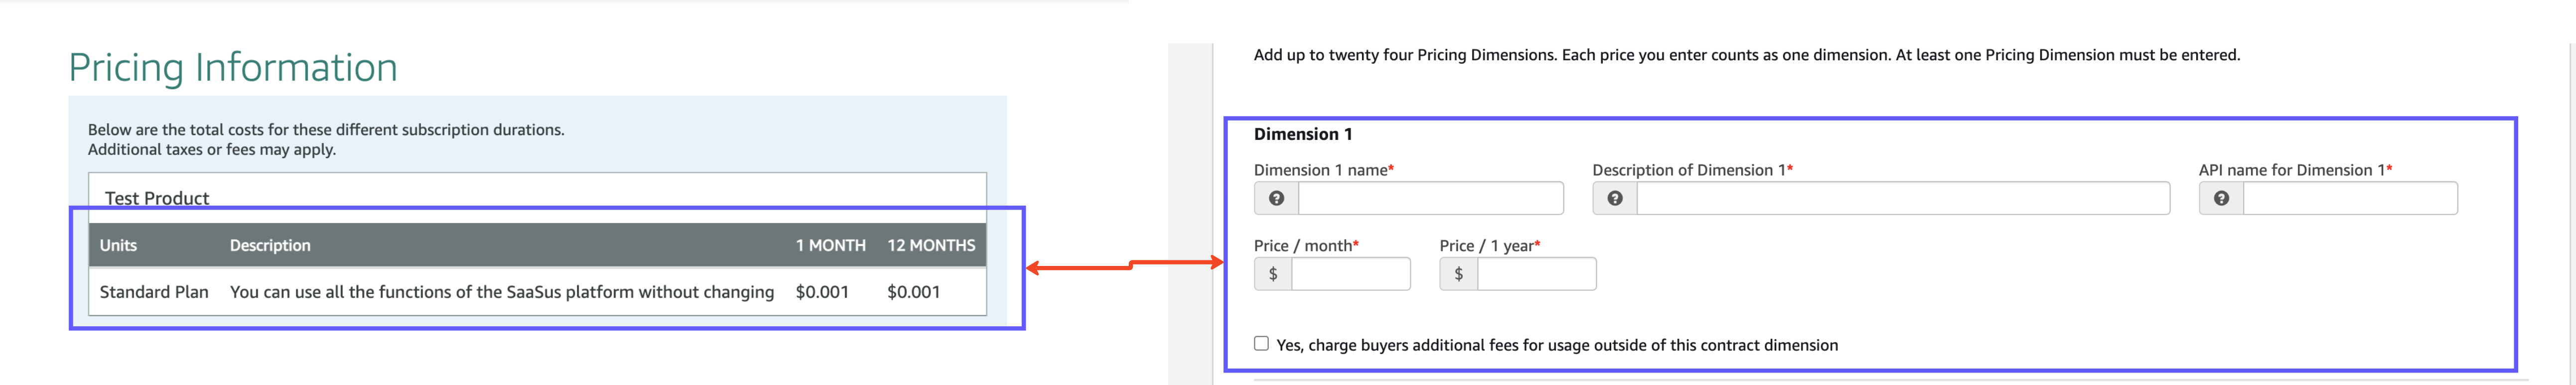 Pricing Information
Below are the total costs for these different subscription durations.
Additional taxes or fees may apply.
Test Product
Units Description 1 MONTH 12 MONTHS
Standard Plan You can use all the functions of the SaaSus platform without changing $0.001 $0.001
Add up to twenty four Pricing Dimensions. Each price you enter counts as one dimension. At least one Pricing Dimension must be entered.
Dimension 1
Dimension 1 name* Description of Dimension 1* API name for Dimension 1*
? ? ?
Price / month* Price / 1 year*
$ $
Yes, charge buyers additional fees for usage outside of this contract dimension